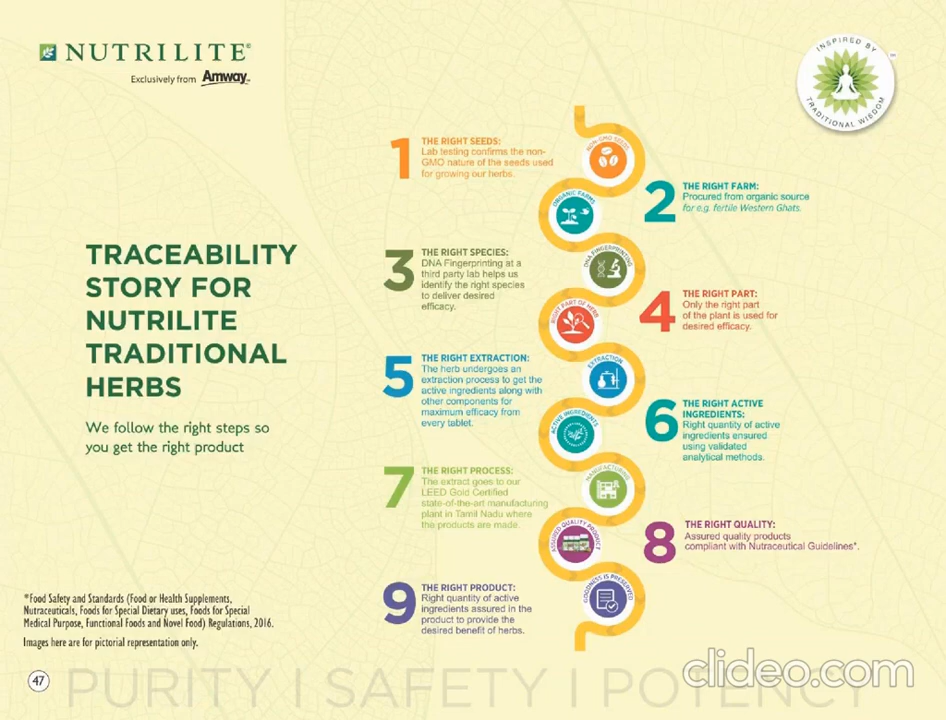 NUTRILITE®
Exclusively from Amway™
INSPIRED BY
TRADITIONAL WISDOM
TRACEABILITY
STORY FOR
NUTRILITE
TRADITIONAL
HERBS
We follow the right steps so
you get the right product
1
THE RIGHT SEEDS:
Lab testing confirms the non-
GMO nature of the seeds used
for growing our herbs.
NON-GMO SEEDS
2
THE RIGHT FARM:
Procured from organic source
for e.g. fertile Western Ghats.
ORGANIC FARMS
3
THE RIGHT SPECIES:
DNA Fingerprinting at a
third party lab helps us
identify the right species
to deliver desired
efficacy.
DNA FINGERPRINTING
4
THE RIGHT PART:
Only the right part
of the plant is used for
desired efficacy.
RIGHT PART OF HERB
5
THE RIGHT EXTRACTION:
The herb undergoes an
extraction process to get the
active ingredients along with
other components for
maximum efficacy from
every tablet.
EXTRACTION
6
THE RIGHT ACTIVE
INGREDIENTS:
Right quantity of active
ingredients ensured
using validated
analytical methods.
ACTIVE INGREDIENTS
7
THE RIGHT PROCESS:
The extract goes to our
LEED Gold Certified
state-of-the-art manufacturing
plant in Tamil Nadu where
the products are made.
MANUFACTURING
8
THE RIGHT QUALITY:
Assured quality products
compliant with Nutraceutical Guidelines*.
ASSURED QUALITY PRODUCT
9
THE RIGHT PRODUCT:
Right quantity of active
ingredients assured in the
product to provide the
desired benefit of herbs.
GOODNESS IS PRESERVED
*Food Safety and Standards (Food or Health Supplements,
Nutraceuticals, Foods for Special Dietary uses, Foods for Special
Medical Purpose, Functional Foods and Novel Food) Regulations, 2016.
Images here are for pictorial representation only.
47
PURITY | SAFETY | POTENCY
clideo.com